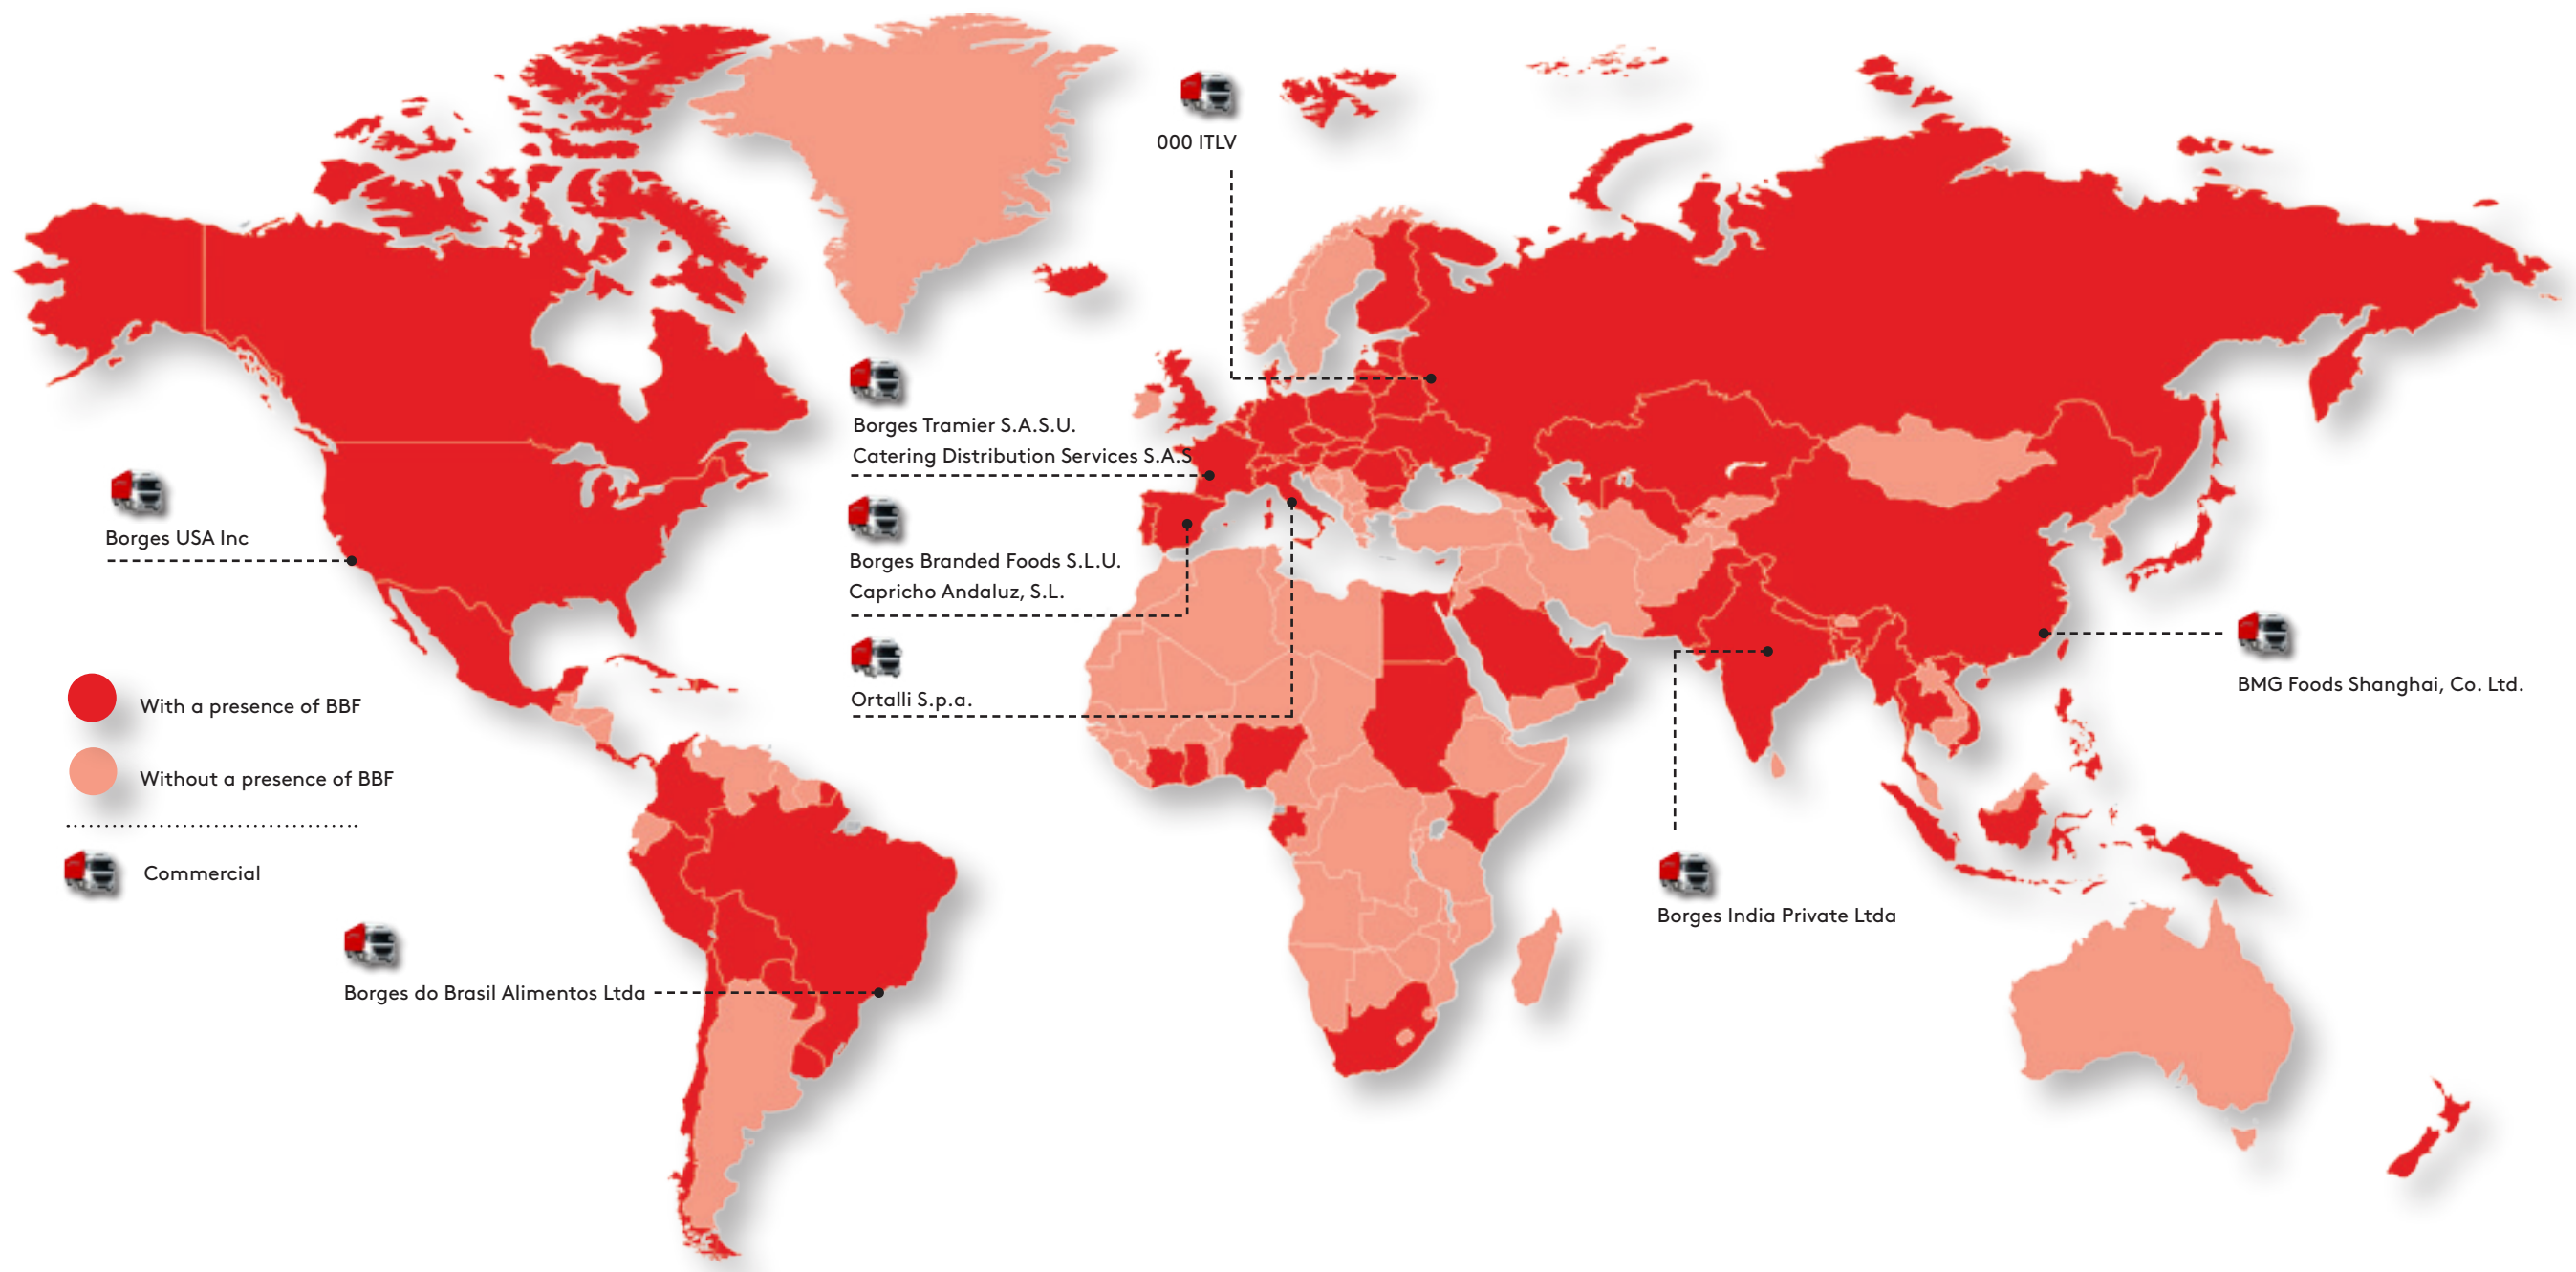 000 ITLV
Borges Tramier S.A.S.U.
Catering Distribution Services S.A.S
Borges USA Inc
Borges Branded Foods S.L.U.
Capricho Andaluz, S.L.
BMG Foods Shanghai, Co. Ltd.
Ortalli S.p.a.
With a presence of BBF
Without a presence of BBF
Commercial
Borges India Private Ltda
Borges do Brasil Alimentos Ltda